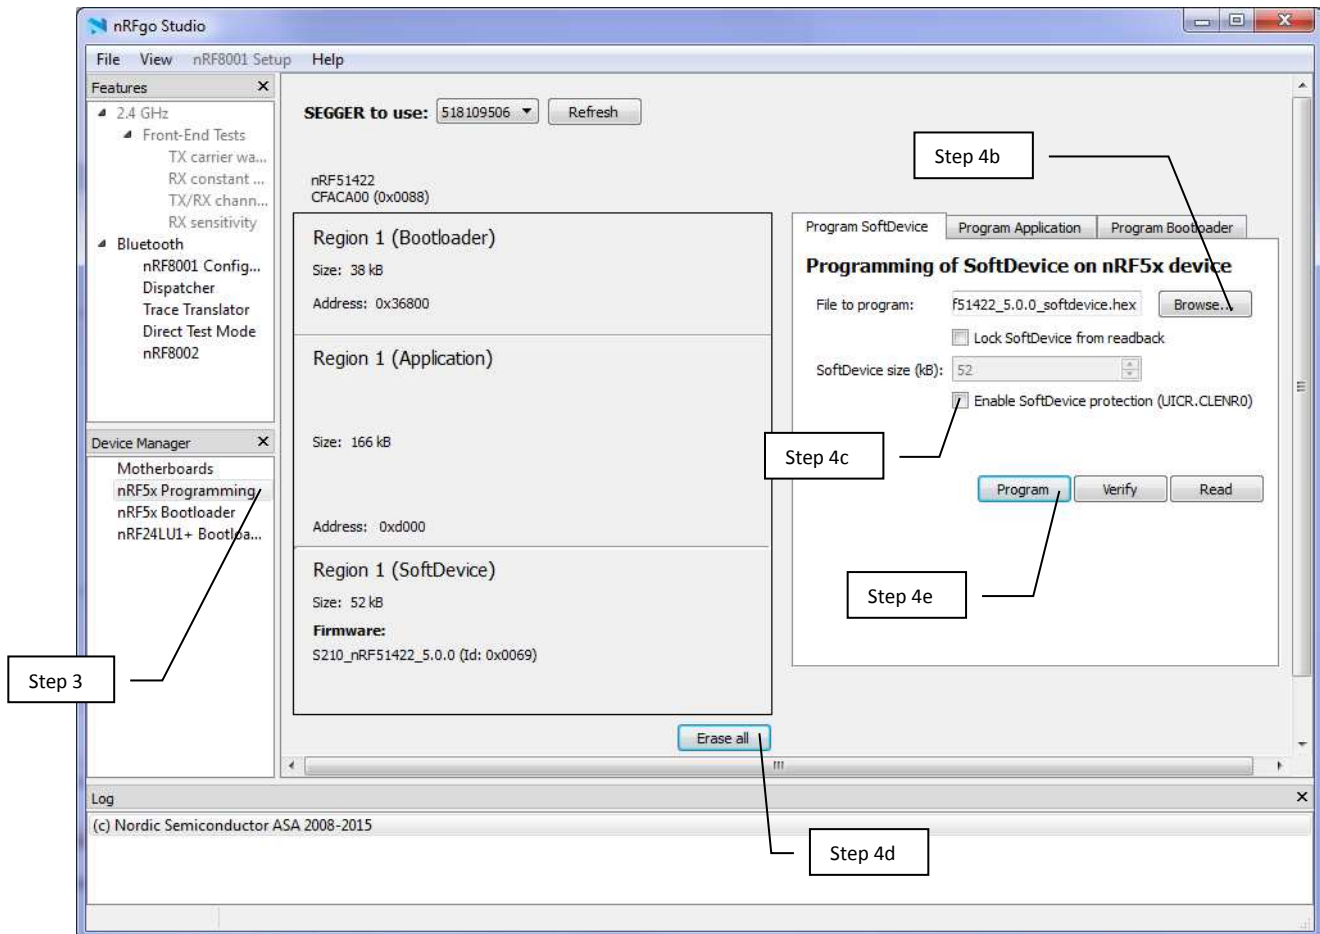 nRFgo Studio
File View nRF8001 Setup Help
Features
2.4 GHz
Front-End Tests
TX carrier wa...
RX constant ...
TX/RX chann...
RX sensitivity
Bluetooth
nRF8001 Config...
Dispatcher
Trace Translator
Direct Test Mode
nRF8002
Device Manager
Motherboards
nRF5x Programming
nRF5x Bootloader
nRF24LU1+ Bootloa...
Step 3
SEGGER to use: 518109506 Refresh
nRF51422
CFACA00 (0x0088)
Region 1 (Bootloader)
Size: 38 kB
Address: 0x36800
Region 1 (Application)
Size: 166 kB
Address: 0xd000
Region 1 (SoftDevice)
Size: 52 kB
Firmware:
S210_nRF51422_5.0.0 (Id: 0x0069)
Erase all
Step 4b
Program SoftDevice Program Application Program Bootloader
Programming of SoftDevice on nRF5x device
File to program: f51422_5.0.0_softdevice.hex Browse...
Lock SoftDevice from readback
SoftDevice size (kB): 52
Enable SoftDevice protection (UICR.CLENR0)
Step 4c
Program Verify Read
Step 4e
Log
(c) Nordic Semiconductor ASA 2008-2015
Step 4d